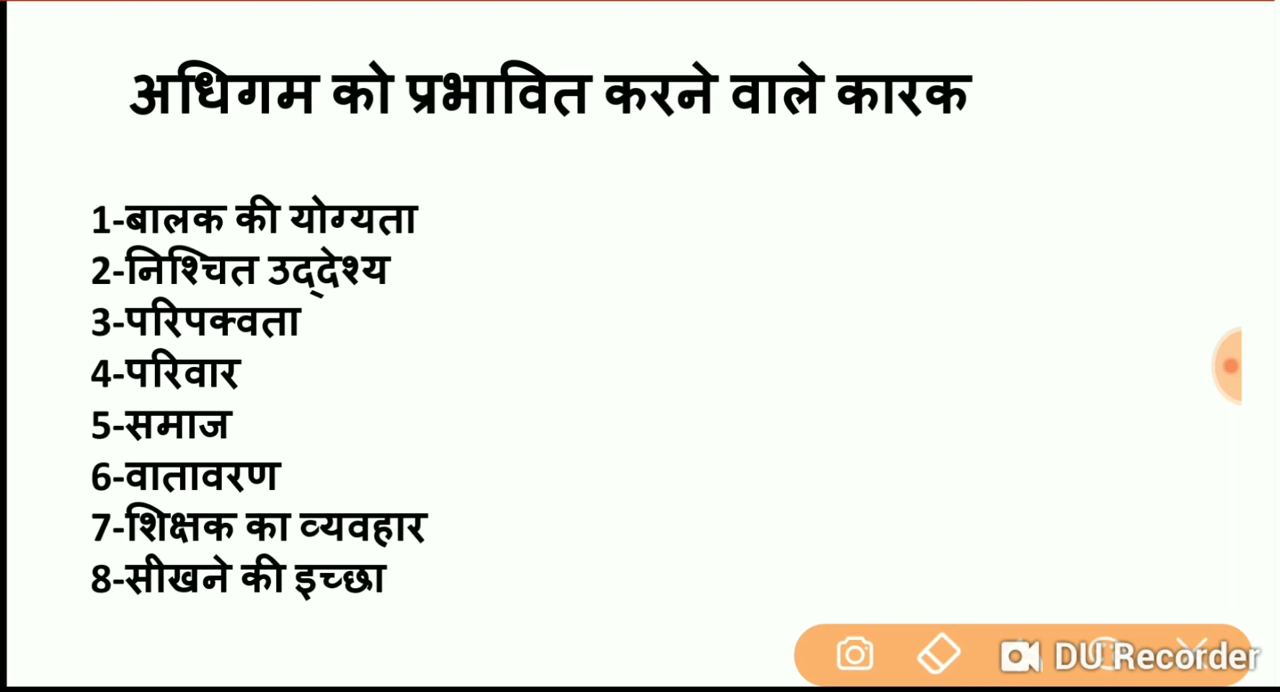 अधिगम को प्रभावित करने वाले कारक
1-बालक की योग्यता
2-निश्चित उद्देश्य
3-परिपक्वता
4-परिवार
5-समाज
6-वातावरण
7-शिक्षक का व्यवहार
8-सीखने की इच्छा
DU Recorder